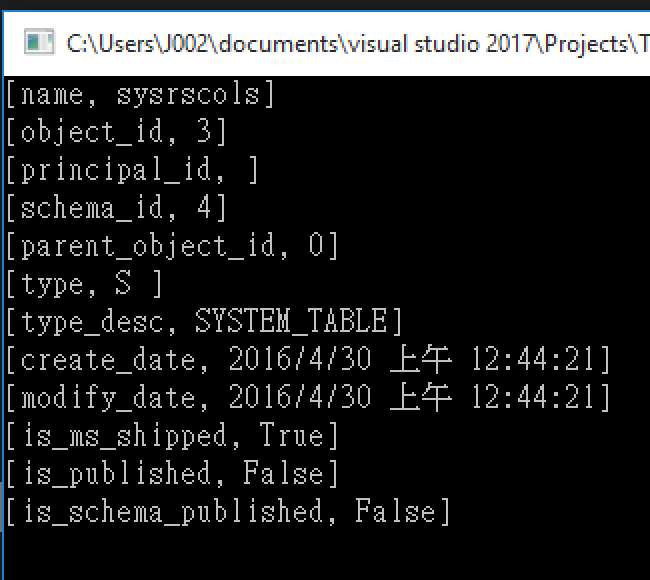 C:\Users\J002\documents\visual studio 2017\Projects\T
[name, sysrscols]
[object_id, 3]
[principal_id, ]
[schema_id, 4]
[parent_object_id, 0]
[type, S ]
[type_desc, SYSTEM_TABLE]
[create_date, 2016/4/30 上午 12:44:21]
[modify_date, 2016/4/30 上午 12:44:21]
[is_ms_shipped, True]
[is_published, False]
[is_schema_published, False]